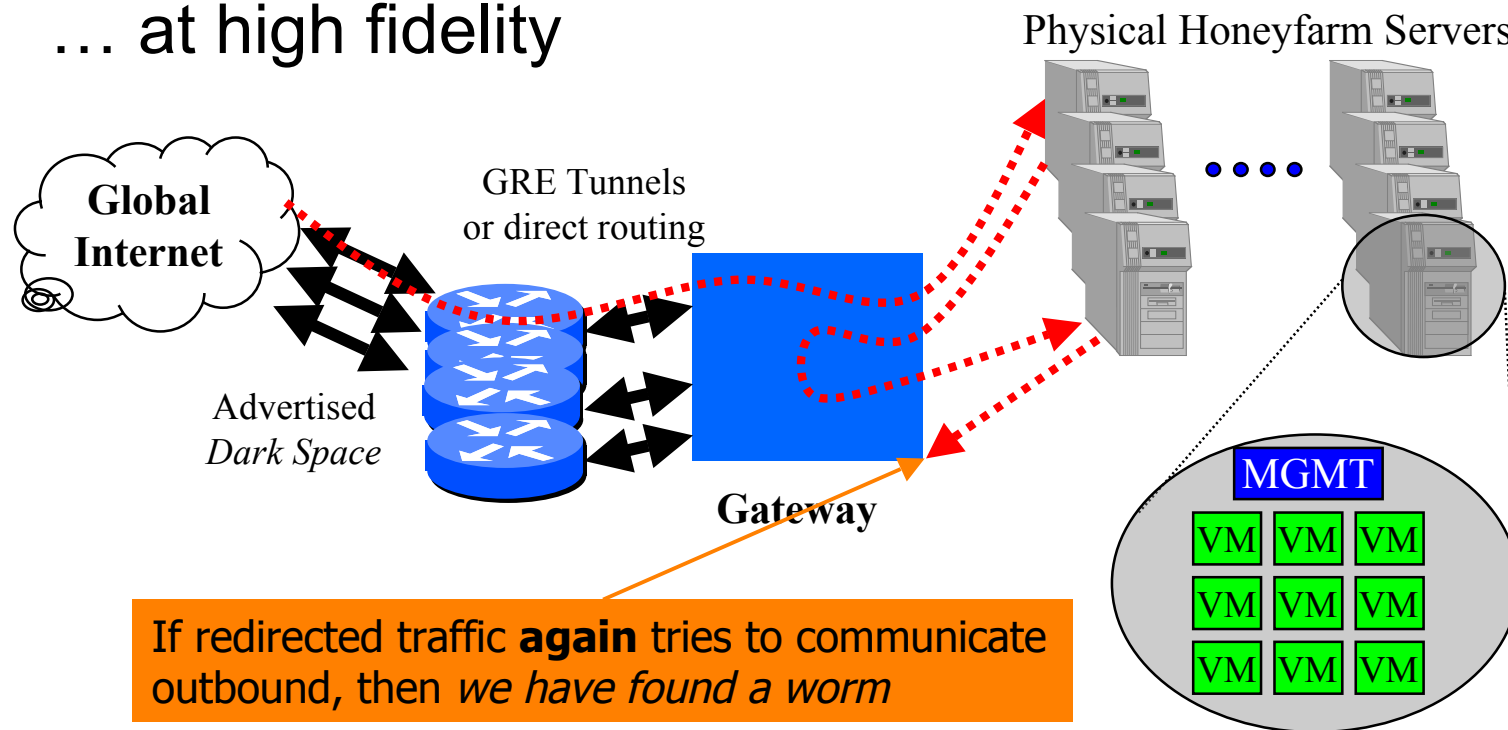 … at high fidelity
Physical Honeyfarm Servers
Global
Internet
GRE Tunnels
or direct routing
Advertised
Dark Space
Gateway
MGMT
VM VM VM
VM VM VM
VM VM VM
If redirected traffic again tries to communicate
outbound, then we have found a worm